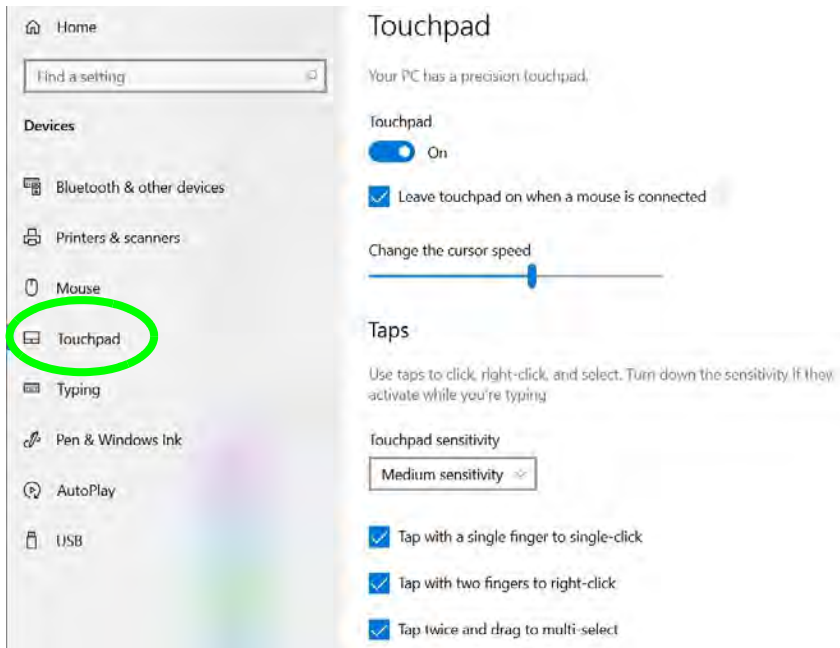 Home
Find a setting
Devices
Bluetooth & other devices
Printers & scanners
Mouse
Touchpad
Typing
Pen & Windows Ink
AutoPlay
USB
Touchpad
Your PC has a precision touchpad.
Touchpad
On
Leave touchpad on when a mouse is connected
Change the cursor speed
Taps
Use taps to click, right-click, and select. Turn down the sensitivity if they
activate while you're typing
Touchpad sensitivity
Medium sensitivity
Tap with a single finger to single-click
Tap with two fingers to right-click
Tap twice and drag to multi-select